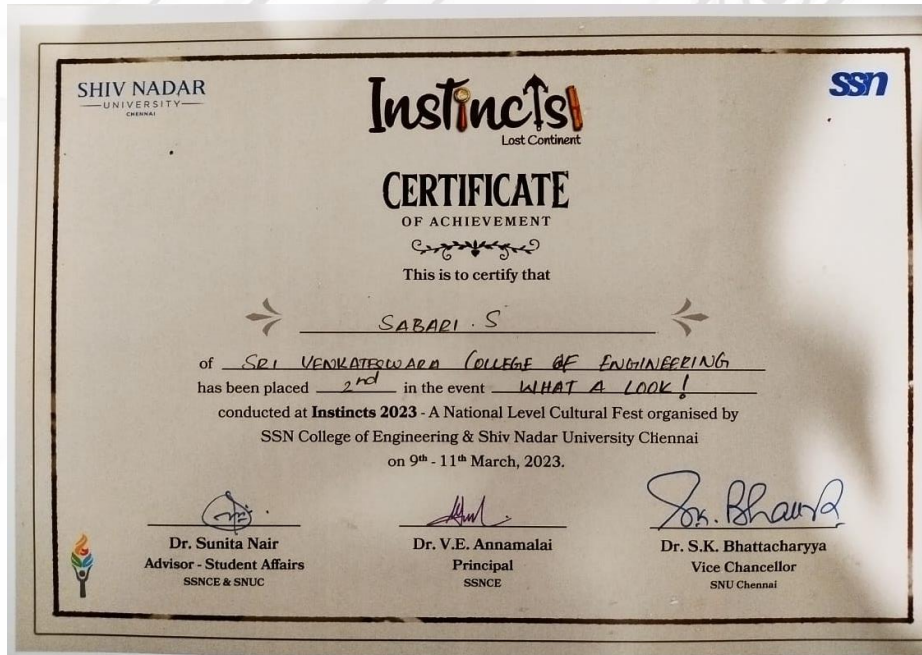 SHIV NADAR
UNIVERSITY
CHENNAI
Instincts
Lost Continent
ssn
CERTIFICATE
OF ACHIEVEMENT
This is to certify that
SABARI . S
of SRI VENKATESWARA COLLEGE OF ENGINEERING
has been placed 2nd in the event WHAT A LOOK!
conducted at Instincts 2023 - A National Level Cultural Fest organised by
SSN College of Engineering & Shiv Nadar University Chennai
on 9th - 11th March, 2023.
S.K. Bhatta
Dr. Sunita Nair
Advisor - Student Affairs
SSNCE & SNUC
Dr. V.E. Annamalai
Principal
SSNCE
Dr. S.K. Bhattacharyya
Vice Chancellor
SNU Chennai